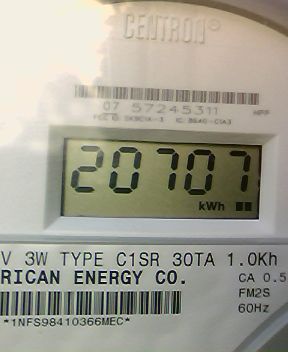 CENTRON®
07 57245311
20707
kWh
V 3W TYPE C1SR 30TA 1.0Kh
RICAN ENERGY CO.
CA 0.5
FM2S
60Hz
*1NFS98410366MEC*